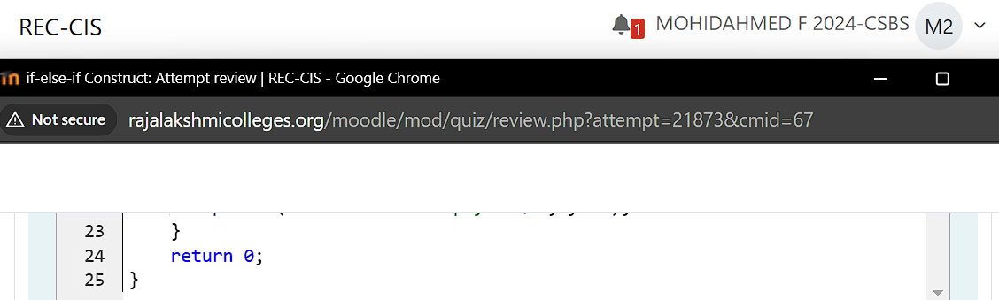 REC-CIS
1 MOHIDAHMED F 2024-CSBS M2
if-else-if Construct: Attempt review | REC-CIS - Google Chrome
Not secure rajalakshmicolleges.org/moodle/mod/quiz/review.php?attempt=21873&cmid=67
23 }
24 return 0;
25 }